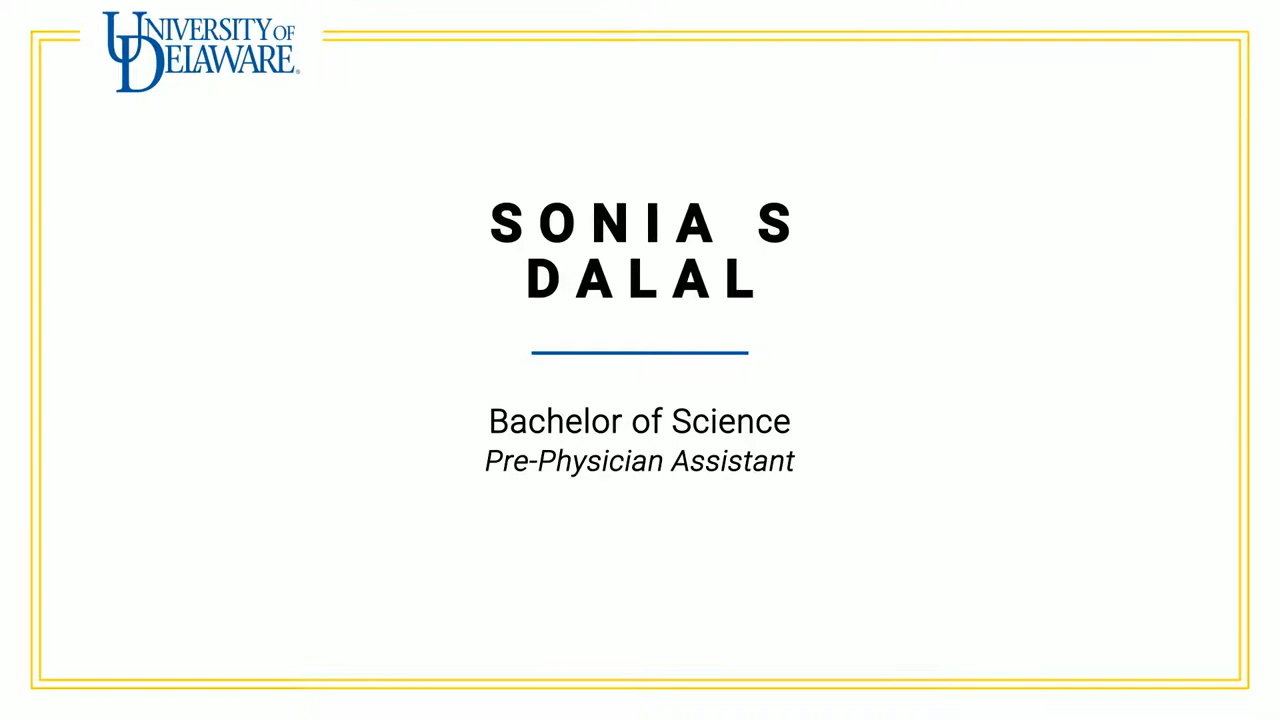 UNIVERSITY OF
DELAWARE
SONIA S
DALAL
Bachelor of Science
Pre-Physician Assistant